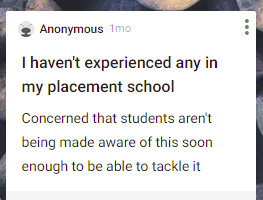 Anonymous 1mo
I haven't experienced any in
my placement school
Concerned that students aren't
being made aware of this soon
enough to be able to tackle it